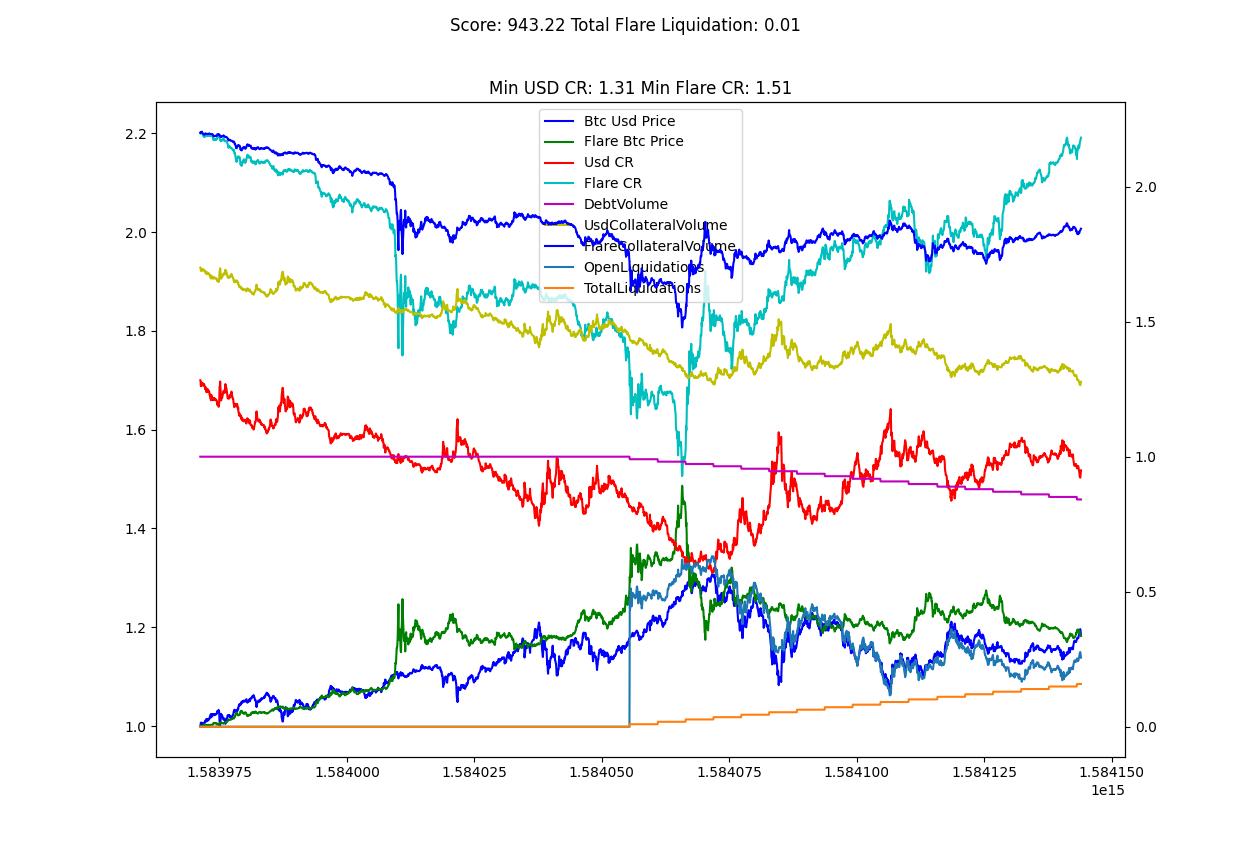 Score: 943.22 Total Flare Liquidation: 0.01
Min USD CR: 1.31 Min Flare CR: 1.51
Btc Usd Price
Flare Btc Price
Usd CR
Flare CR
DebtVolume
UsdCollateralVolume
FlareCollateralVolume
OpenLiquidations
TotalLiquidations
2.2
2.0
1.8
1.6
1.4
1.2
1.0
2.0
1.5
1.0
0.5
0.0
1.583975 1.584000 1.584025 1.584050 1.584075 1.584100 1.584125 1.584150
1e15